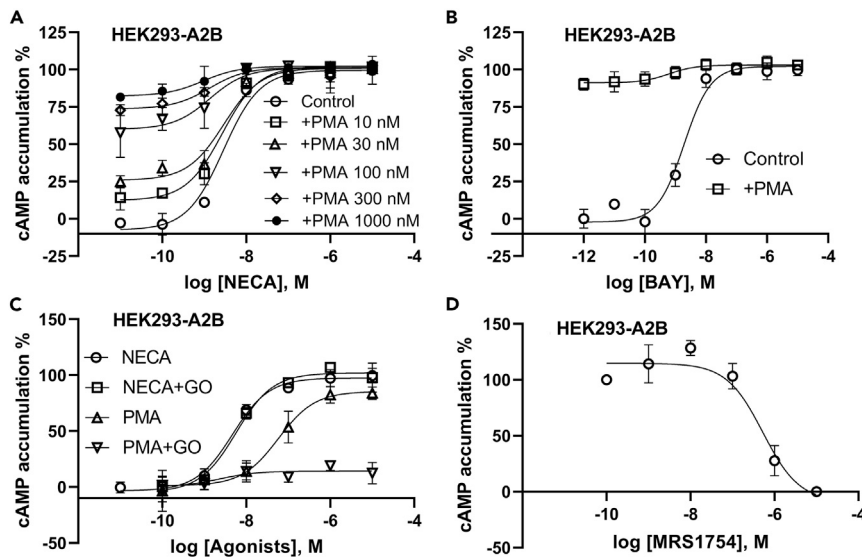 A
HEK293-A2B
cAMP accumulation %
125
100
75
50
25
0
-25
-10
-8
-6
-4
log [NECA], M
Control
+PMA 10 nM
+PMA 30 nM
+PMA 100 nM
+PMA 300 nM
+PMA 1000 nM
B
HEK293-A2B
cAMP accumulation %
125
100
75
50
25
0
-25
-12
-10
-8
-6
-4
log [BAY], M
Control
+PMA
C
HEK293-A2B
cAMP accumulation %
150
100
50
0
-50
-10
-8
-6
-4
log [Agonists], M
NECA
NECA+GO
PMA
PMA+GO
D
HEK293-A2B
cAMP accumulation %
150
100
50
0
-50
-10
-8
-6
-4
log [MRS1754], M